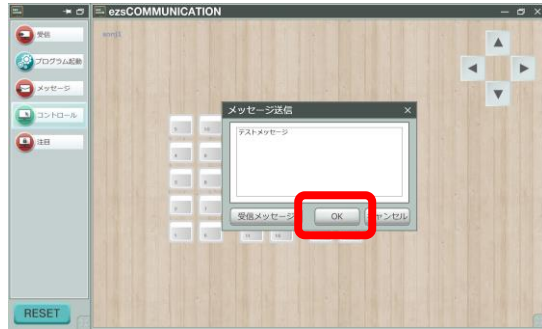 ezsCOMMUNICATION
受信
プログラム起動
メッセージ
コントロール
注目
RESET
メッセージ送信
テストメッセージ
受信メッセージ
OK
キャンセル